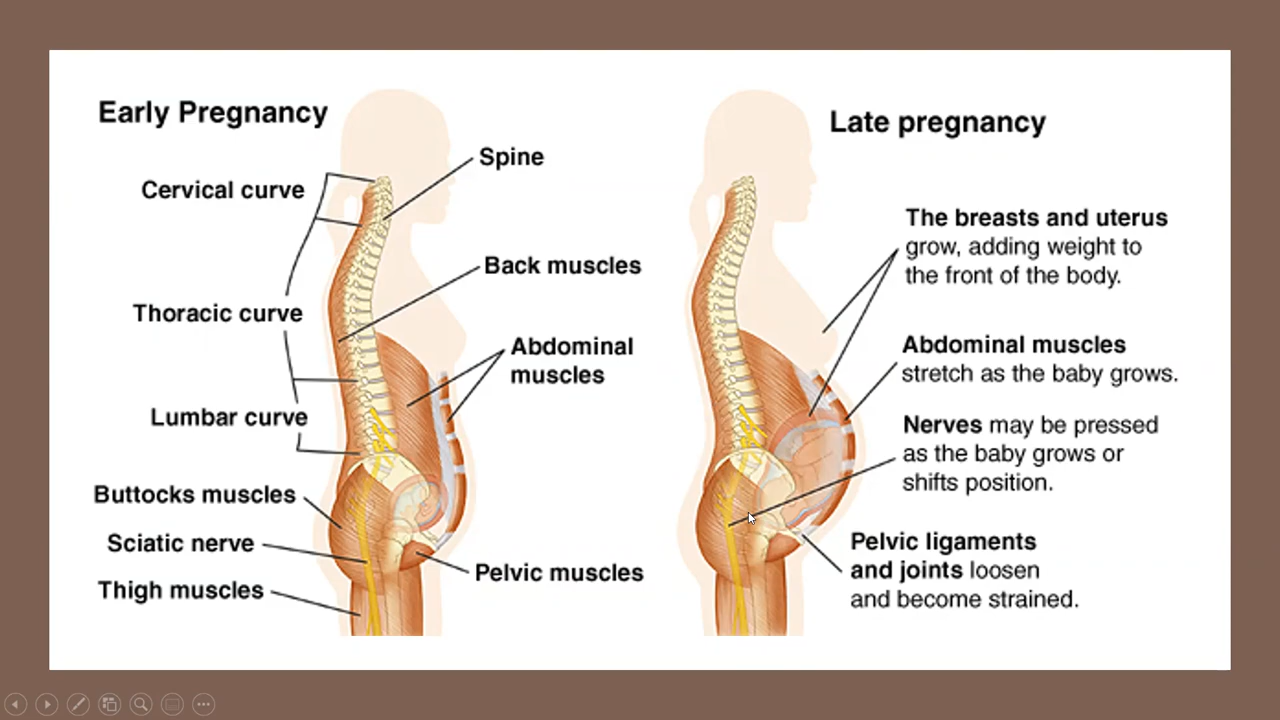 Early Pregnancy
Cervical curve
Thoracic curve
Lumbar curve
Buttocks muscles
Sciatic nerve
Thigh muscles
Spine
Back muscles
Abdominal
muscles
Pelvic muscles
Late pregnancy
The breasts and uterus
grow, adding weight to
the front of the body.
Abdominal muscles
stretch as the baby grows.
Nerves may be pressed
as the baby grows or
shifts position.
Pelvic ligaments
and joints loosen
and become strained.